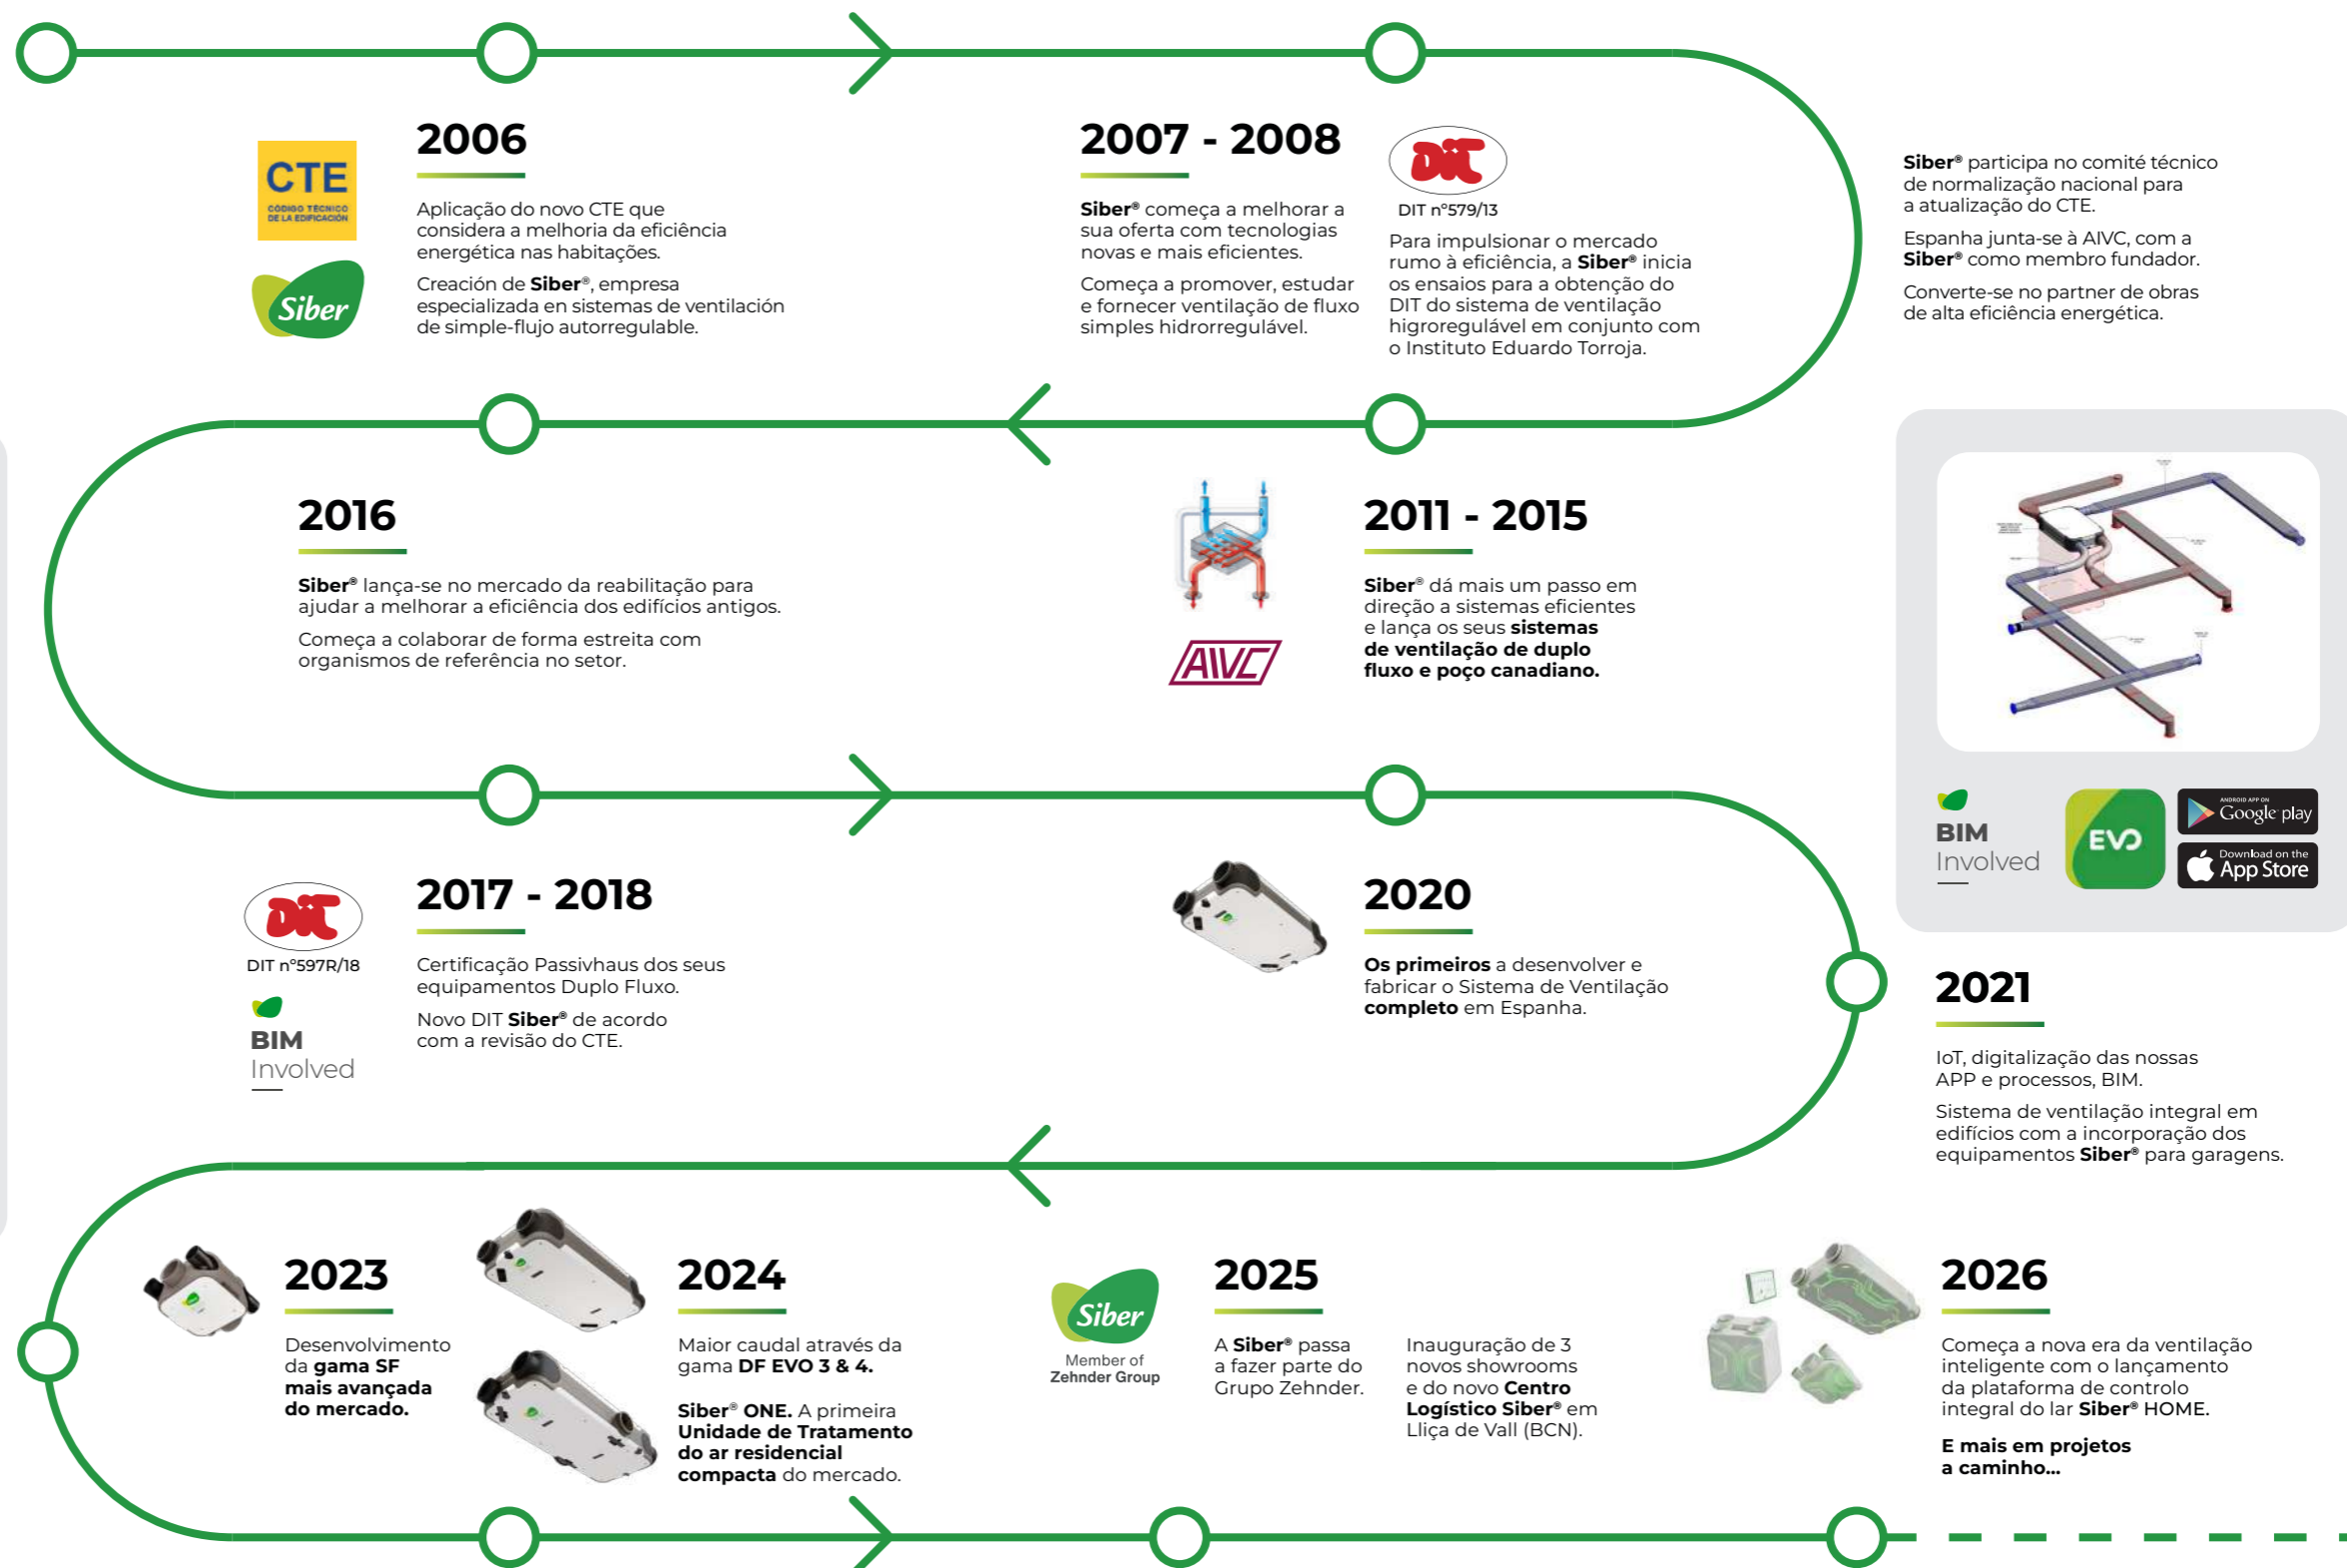 2006
CTE
CÓDIGO TÉCNICO
DE LA EDIFICACIÓN
Siber
Aplicação do novo CTE que
considera a melhoria da eficiência
energética nas habitações.
Creación de Siber®, empresa
especializada en sistemas de ventilación
de simple-flujo autorregulable.
2007 - 2008
Siber® começa a melhorar a
sua oferta com tecnologias
novas e mais eficientes.
Começa a promover, estudar
e fornecer ventilação de fluxo
simples hidrorregulável.
DIT
DIT nº579/13
Para impulsionar o mercado
rumo à eficiência, a Siber® inicia
os ensaios para a obtenção do
DIT do sistema de ventilação
higroregulável em conjunto com
o Instituto Eduardo Torroja.
Siber® participa no comité técnico
de normalização nacional para
a atualização do CTE.
Espanha junta-se à AIVC, com a
Siber® como membro fundador.
Converte-se no partner de obras
de alta eficiência energética.
2011 - 2015
AIVC
Siber® dá mais um passo em
direção a sistemas eficientes
e lança os seus sistemas
de ventilação de duplo
fluxo e poço canadiano.
2016
Siber® lança-se no mercado da reabilitação para
ajudar a melhorar a eficiência dos edifícios antigos.
Começa a colaborar de forma estreita com
organismos de referência no setor.
2017 - 2018
DIT
DIT nº597R/18
BIM
Involved
Certificação Passivhaus dos seus
equipamentos Duplo Fluxo.
Novo DIT Siber® de acordo
com a revisão do CTE.
2020
Os primeiros a desenvolver e
fabricar o Sistema de Ventilação
completo em Espanha.
BIM
Involved
EVO
ANDROID APP ON
Google play
Download on the
App Store
2021
IoT, digitalização das nossas
APP e processos, BIM.
Sistema de ventilação integral em
edifícios com a incorporação dos
equipamentos Siber® para garagens.
2023
Desenvolvimento
da gama SF
mais avançada
do mercado.
2024
Maior caudal através da
gama DF EVO 3 & 4.
Siber® ONE. A primeira
Unidade de Tratamento
do ar residencial
compacta do mercado.
Siber
Member of
Zehnder Group
2025
A Siber® passa
a fazer parte do
Grupo Zehnder.
Inauguração de 3
novos showrooms
e do novo Centro
Logístico Siber® em
Lliça de Vall (BCN).
2026
Começa a nova era da ventilação
inteligente com o lançamento
da plataforma de controlo
integral do lar Siber® HOME.
E mais em projetos
a caminho...